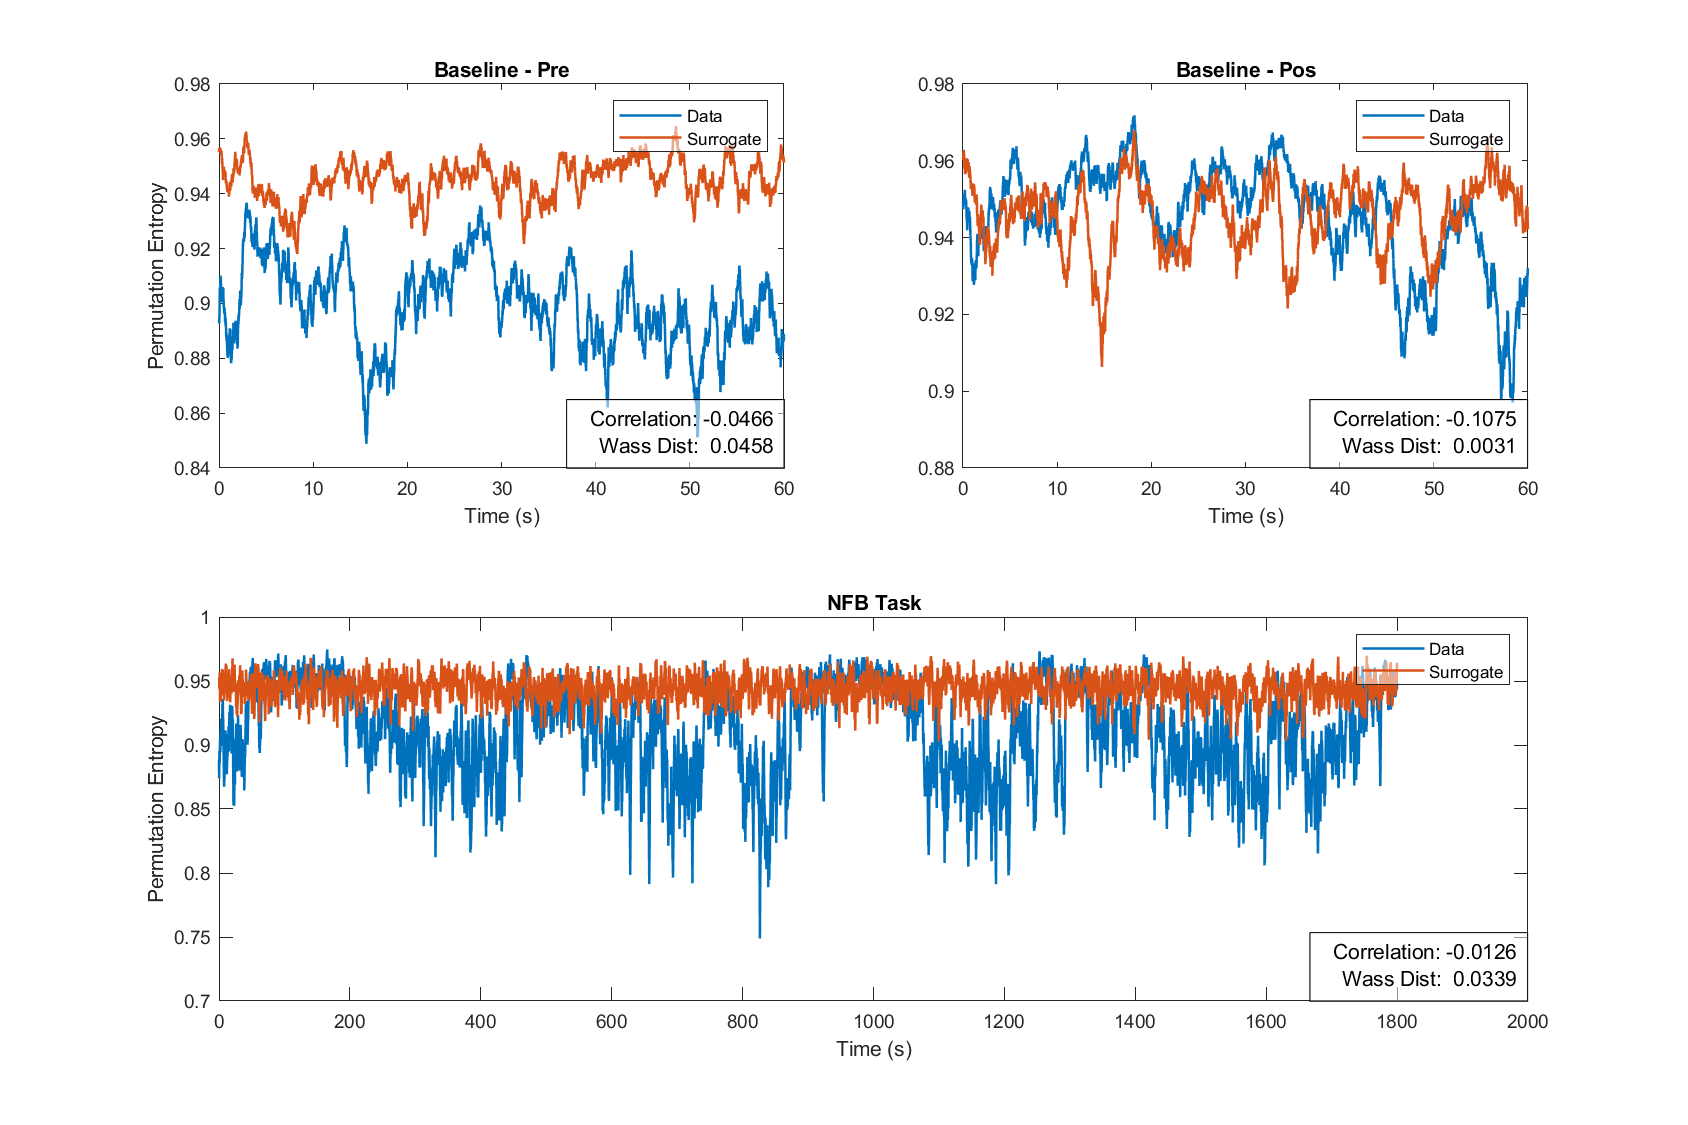 Baseline - Pre
Permutation Entropy
0.98
0.96
0.94
0.92
0.9
0.88
0.86
0.84
Data
Surrogate
Correlation: -0.0466
Wass Dist: 0.0458
0 10 20 30 40 50 60
Time (s)
Baseline - Pos
0.98
0.96
0.94
0.92
0.9
0.88
Data
Surrogate
Correlation: -0.1075
Wass Dist: 0.0031
0 10 20 30 40 50 60
Time (s)
NFB Task
Permutation Entropy
1
0.95
0.9
0.85
0.8
0.75
0.7
Data
Surrogate
Correlation: -0.0126
Wass Dist: 0.0339
0 200 400 600 800 1000 1200 1400 1600 1800 2000
Time (s)